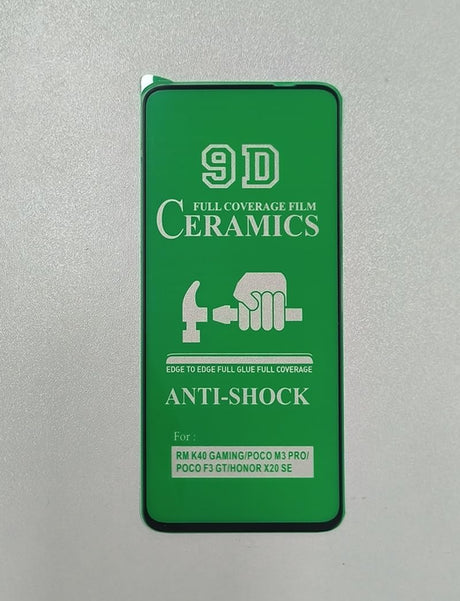 9D
FULL COVERAGE FILM
CERAMICS
EDGE TO EDGE FULL GLUE FULL COVERAGE
ANTI-SHOCK
For :
RM K40 GAMING/POCO M3 PRO/
POCO F3 GT/HONOR X20 SE